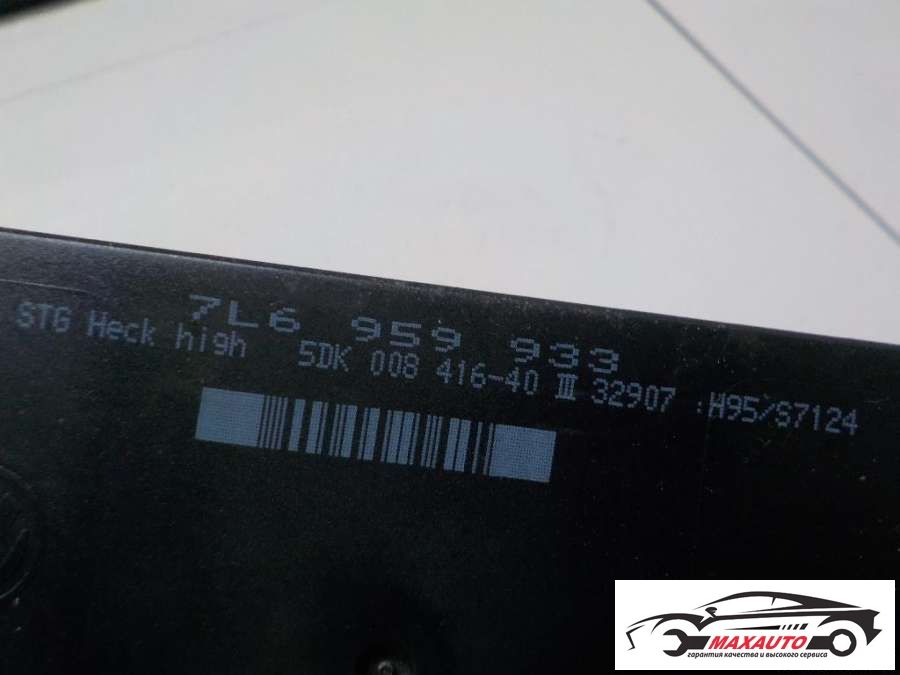 7L6 959 933
STG Heck high 5DK 008 416-40 III 32907 :H95/S7124
MAXAUTO
гарантия качества и высокого сервиса